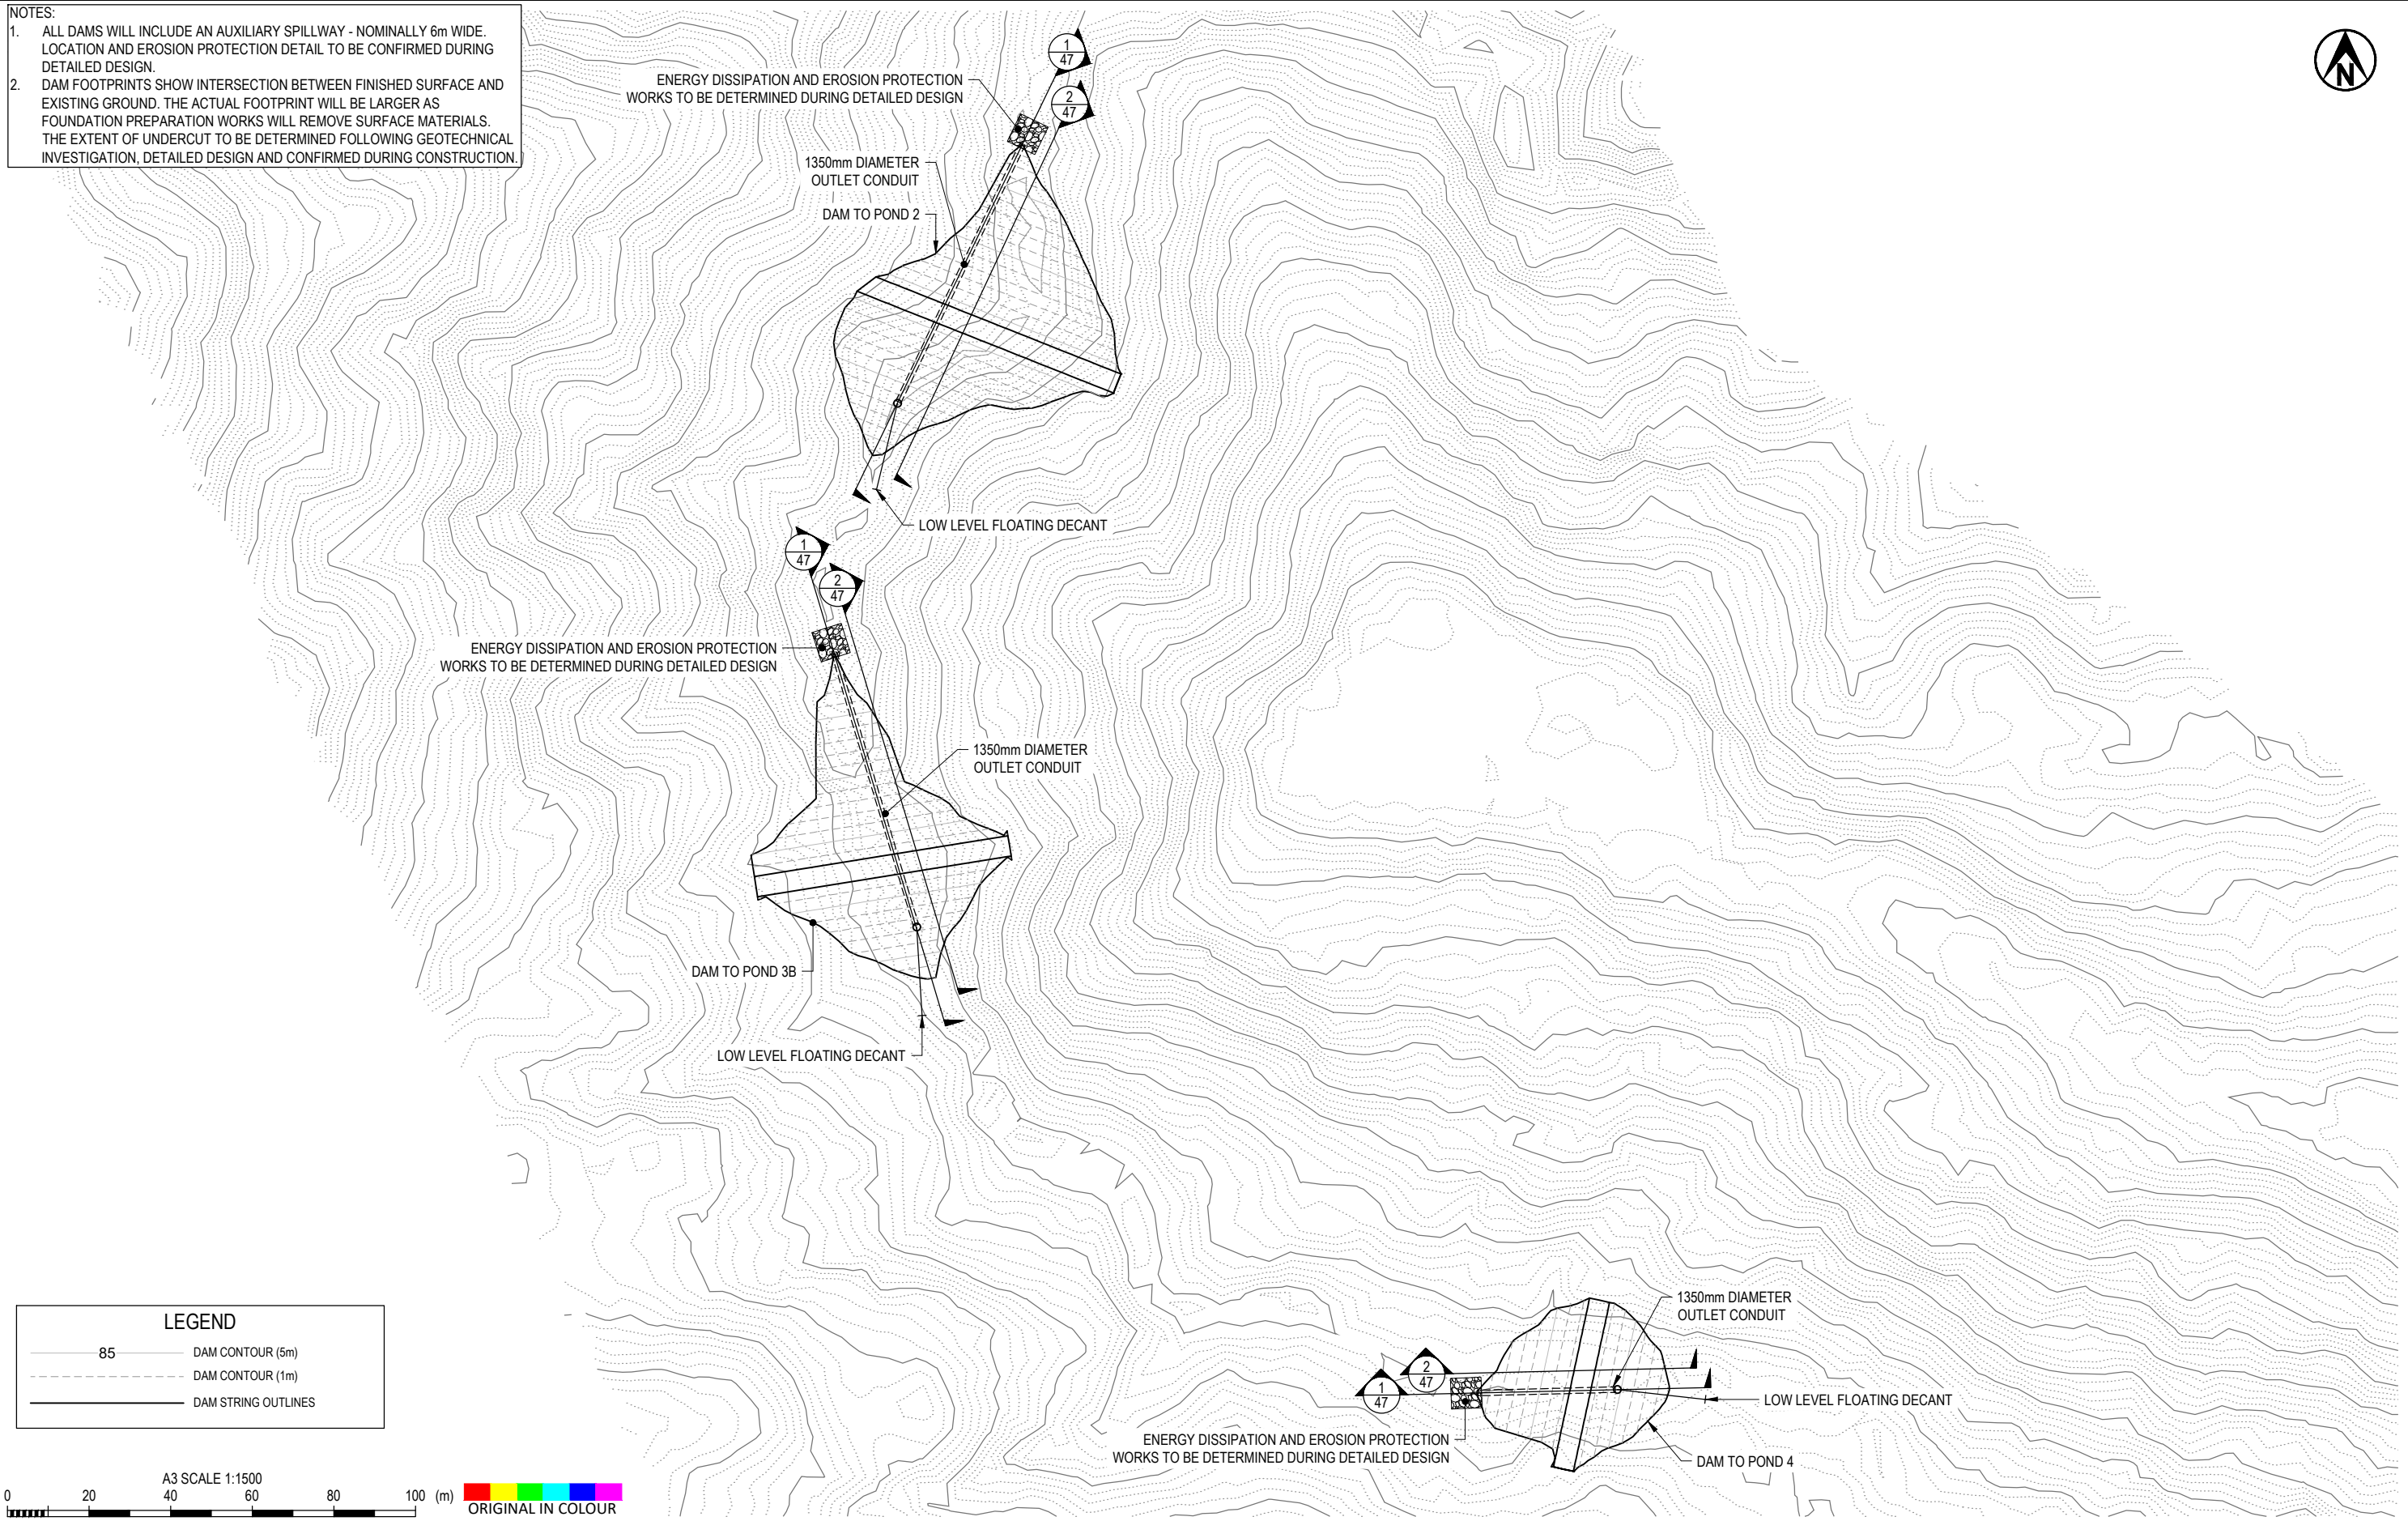 NOTES:
1. ALL DAMS WILL INCLUDE AN AUXILIARY SPILLWAY - NOMINALLY 6m WIDE.
LOCATION AND EROSION PROTECTION DETAIL TO BE CONFIRMED DURING
DETAILED DESIGN.
2. DAM FOOTPRINTS SHOW INTERSECTION BETWEEN FINISHED SURFACE AND
EXISTING GROUND. THE ACTUAL FOOTPRINT WILL BE LARGER AS
FOUNDATION PREPARATION WORKS WILL REMOVE SURFACE MATERIALS.
THE EXTENT OF UNDERCUT TO BE DETERMINED FOLLOWING GEOTECHNICAL
INVESTIGATION, DETAILED DESIGN AND CONFIRMED DURING CONSTRUCTION.
N
1
47
2
47
ENERGY DISSIPATION AND EROSION PROTECTION
WORKS TO BE DETERMINED DURING DETAILED DESIGN
1350mm DIAMETER
OUTLET CONDUIT
DAM TO POND 2
LOW LEVEL FLOATING DECANT
1
47
2
47
ENERGY DISSIPATION AND EROSION PROTECTION
WORKS TO BE DETERMINED DURING DETAILED DESIGN
1350mm DIAMETER
OUTLET CONDUIT
DAM TO POND 3B
LOW LEVEL FLOATING DECANT
1350mm DIAMETER
OUTLET CONDUIT
2
47
1
47
LOW LEVEL FLOATING DECANT
ENERGY DISSIPATION AND EROSION PROTECTION
WORKS TO BE DETERMINED DURING DETAILED DESIGN
DAM TO POND 4
LEGEND
85 DAM CONTOUR (5m)
DAM CONTOUR (1m)
DAM STRING OUTLINES
A3 SCALE 1:1500
0 20 40 60 80 100 (m)
ORIGINAL IN COLOUR